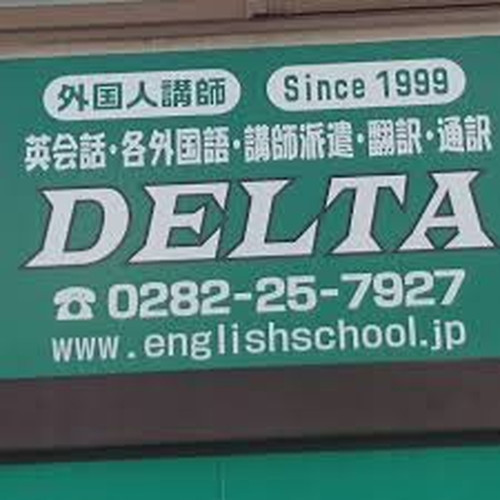 外国人講師 Since 1999
英会話・各外国語・講師派遣・翻訳・通訳
DELTA
☎0282-25-7927
www.englishschool.jp